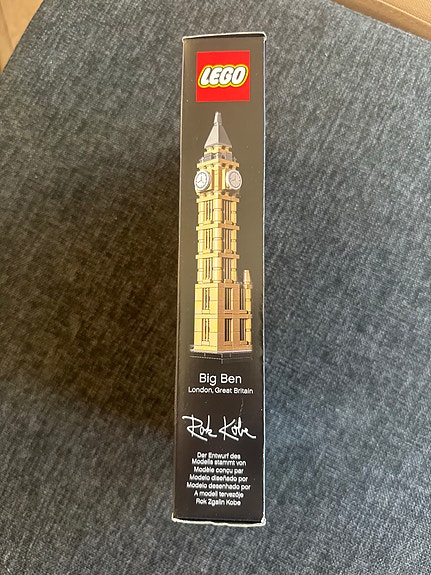 LEGO
Big Ben
London, Great Britain
Rok Kobe
Der Entwurf des
Modells stammt von
Modèle conçu par
Modelo diseñado por
Modelo desenhado por
A modell tervezője
Rok Zgalin Kobe